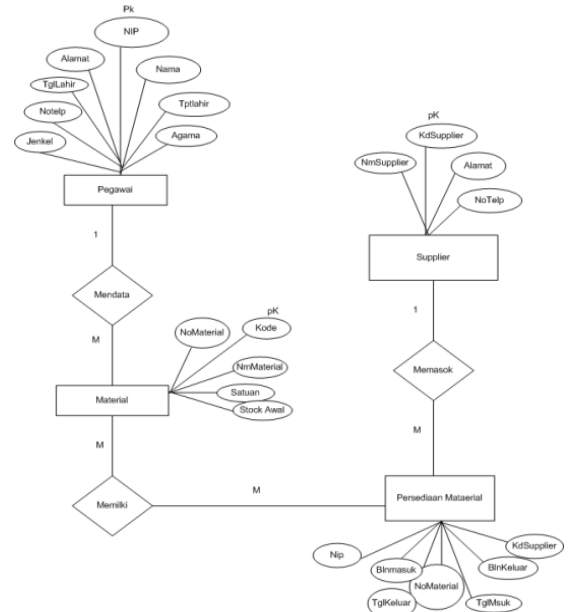 Pk
NIP
Alamat
Nama
TglLahir
Tptlahir
Notelp
Agama
Jenkel
Pegawai
1
Mendata
M
pK
KdSupplier
NmSupplier
Alamat
NoTelp
Supplier
1
Memasok
M
NoMaterial
pK
Kode
NmMaterial
Satuan
Stock Awal
Material
M
Memilki
M
Persediaan Mataerial
Nip
Blnmasuk
TglKeluar
NoMaterial
TglMsuk
BlnKeluar
KdSupplier